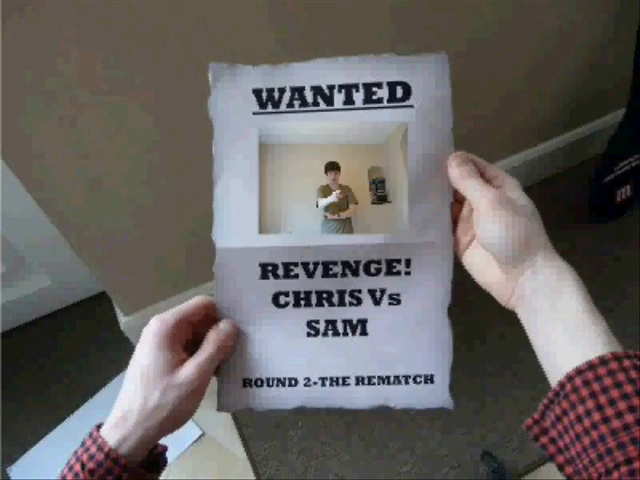 WANTED
REVENGE!
CHRIS Vs
SAM
ROUND 2-THE REMATCH